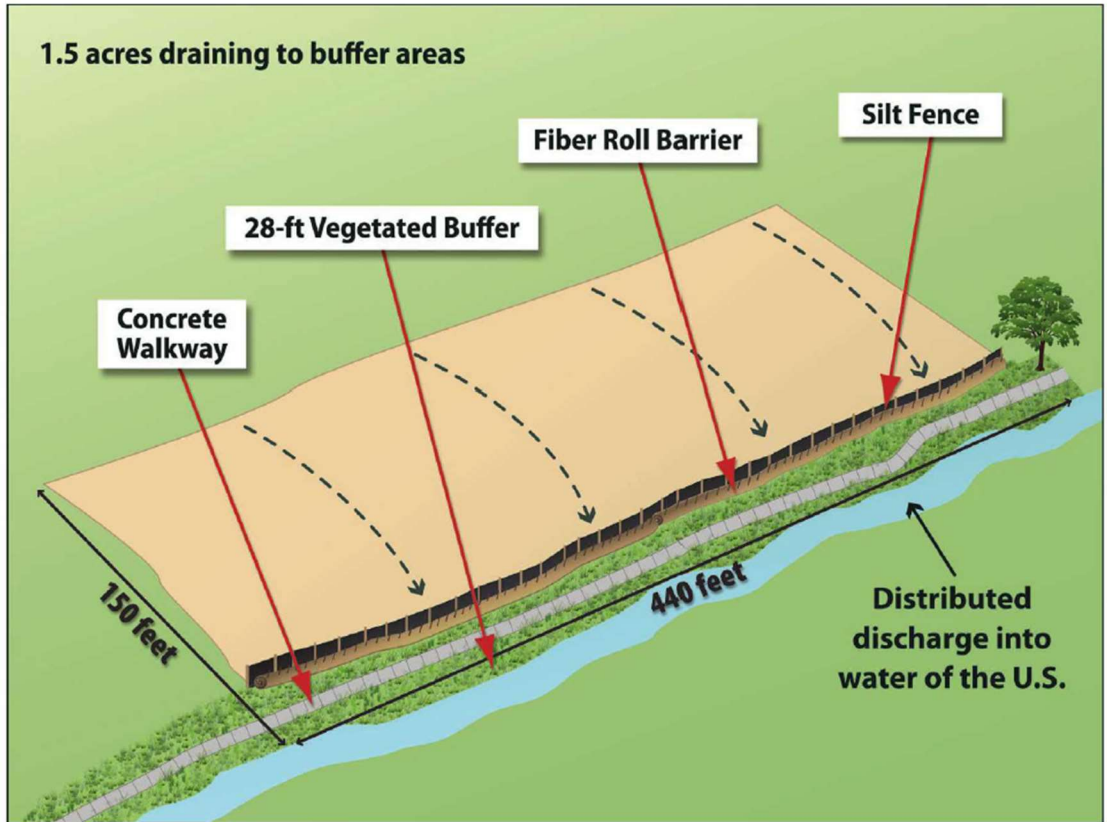 1.5 acres draining to buffer areas
Silt Fence
Fiber Roll Barrier
28-ft Vegetated Buffer
Concrete
Walkway
150 feet
440 feet
Distributed
discharge into
water of the U.S.